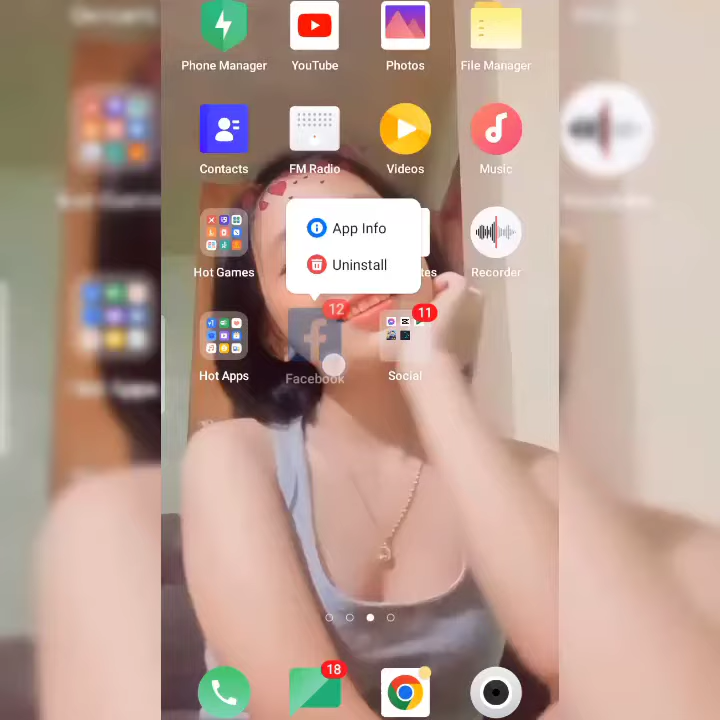 Phone Manager
YouTube
Photos
File Manager
Contacts
FM Radio
Videos
Music
App Info
Uninstall
Hot Games
tes
Recorder
12
11
Hot Apps
Facebook
Social
18